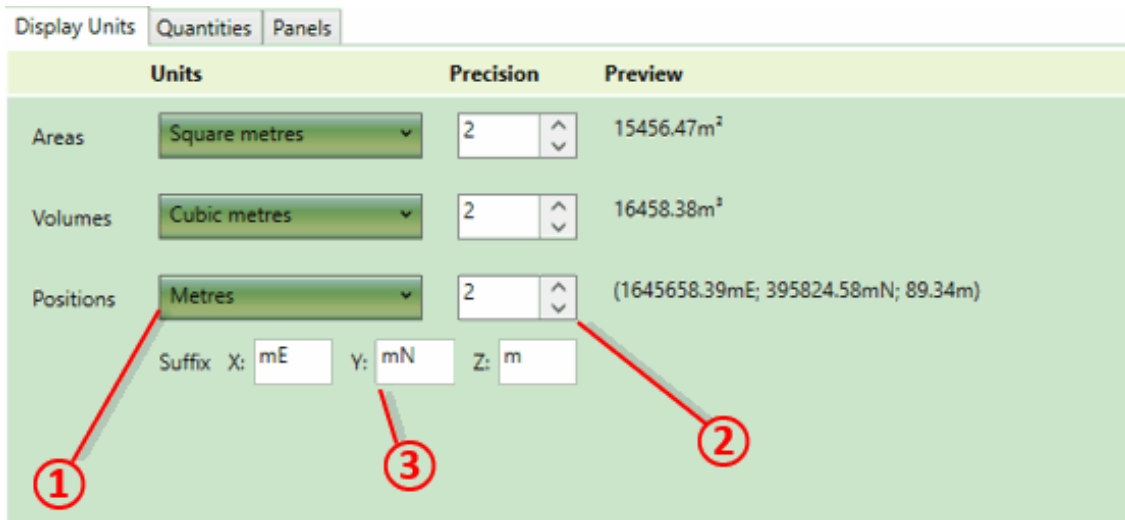 Display Units Quantities Panels
Units Precision Preview
Areas Square metres 2 15456.47m²
Volumes Cubic metres 2 16458.38m³
Positions Metres 2 (1645658.39mE; 395824.58mN; 89.34m)
Suffix X: mE Y: mN Z: m
1 3 2